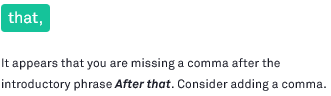 that,
It appears that you are missing a comma after the
introductory phrase After that. Consider adding a comma.